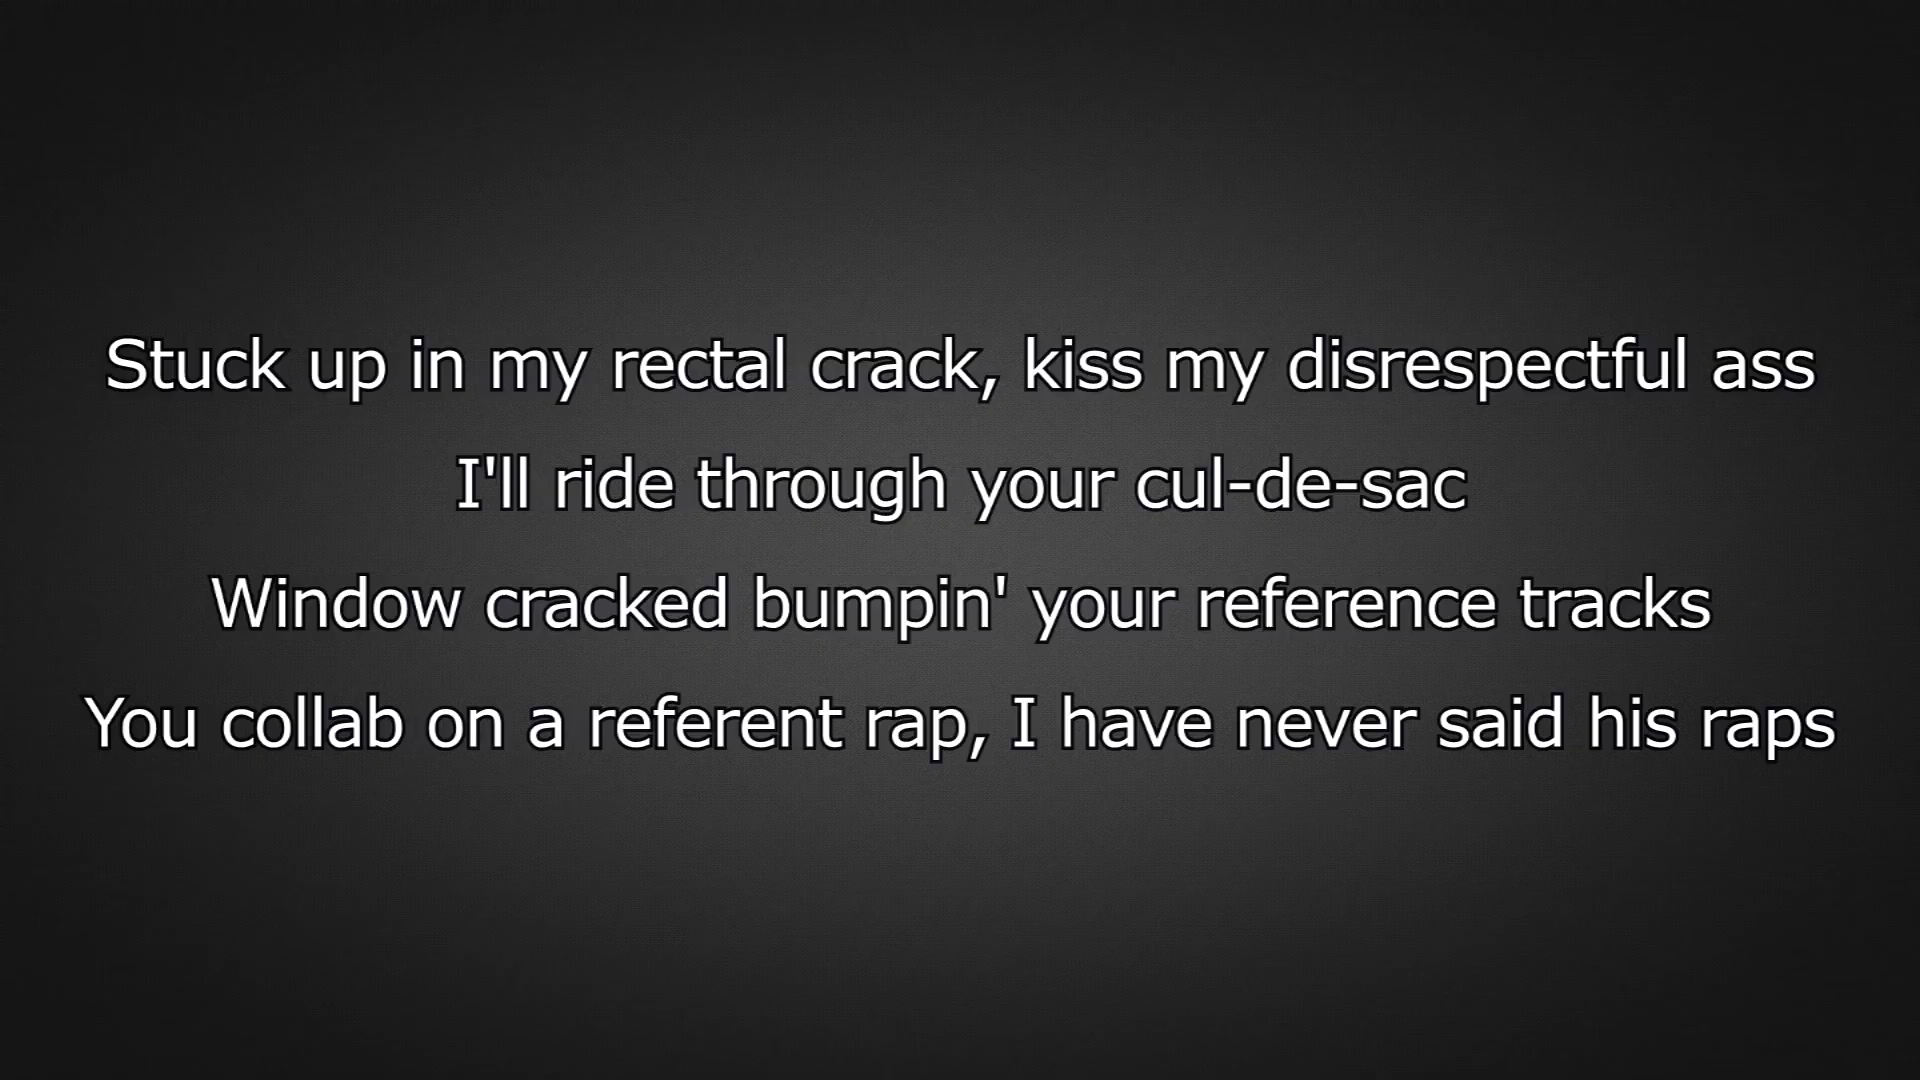 Stuck up in my rectal crack, kiss my disrespectful ass
I'll ride through your cul-de-sac
Window cracked bumpin' your reference tracks
You collab on a referent rap, I have never said his raps